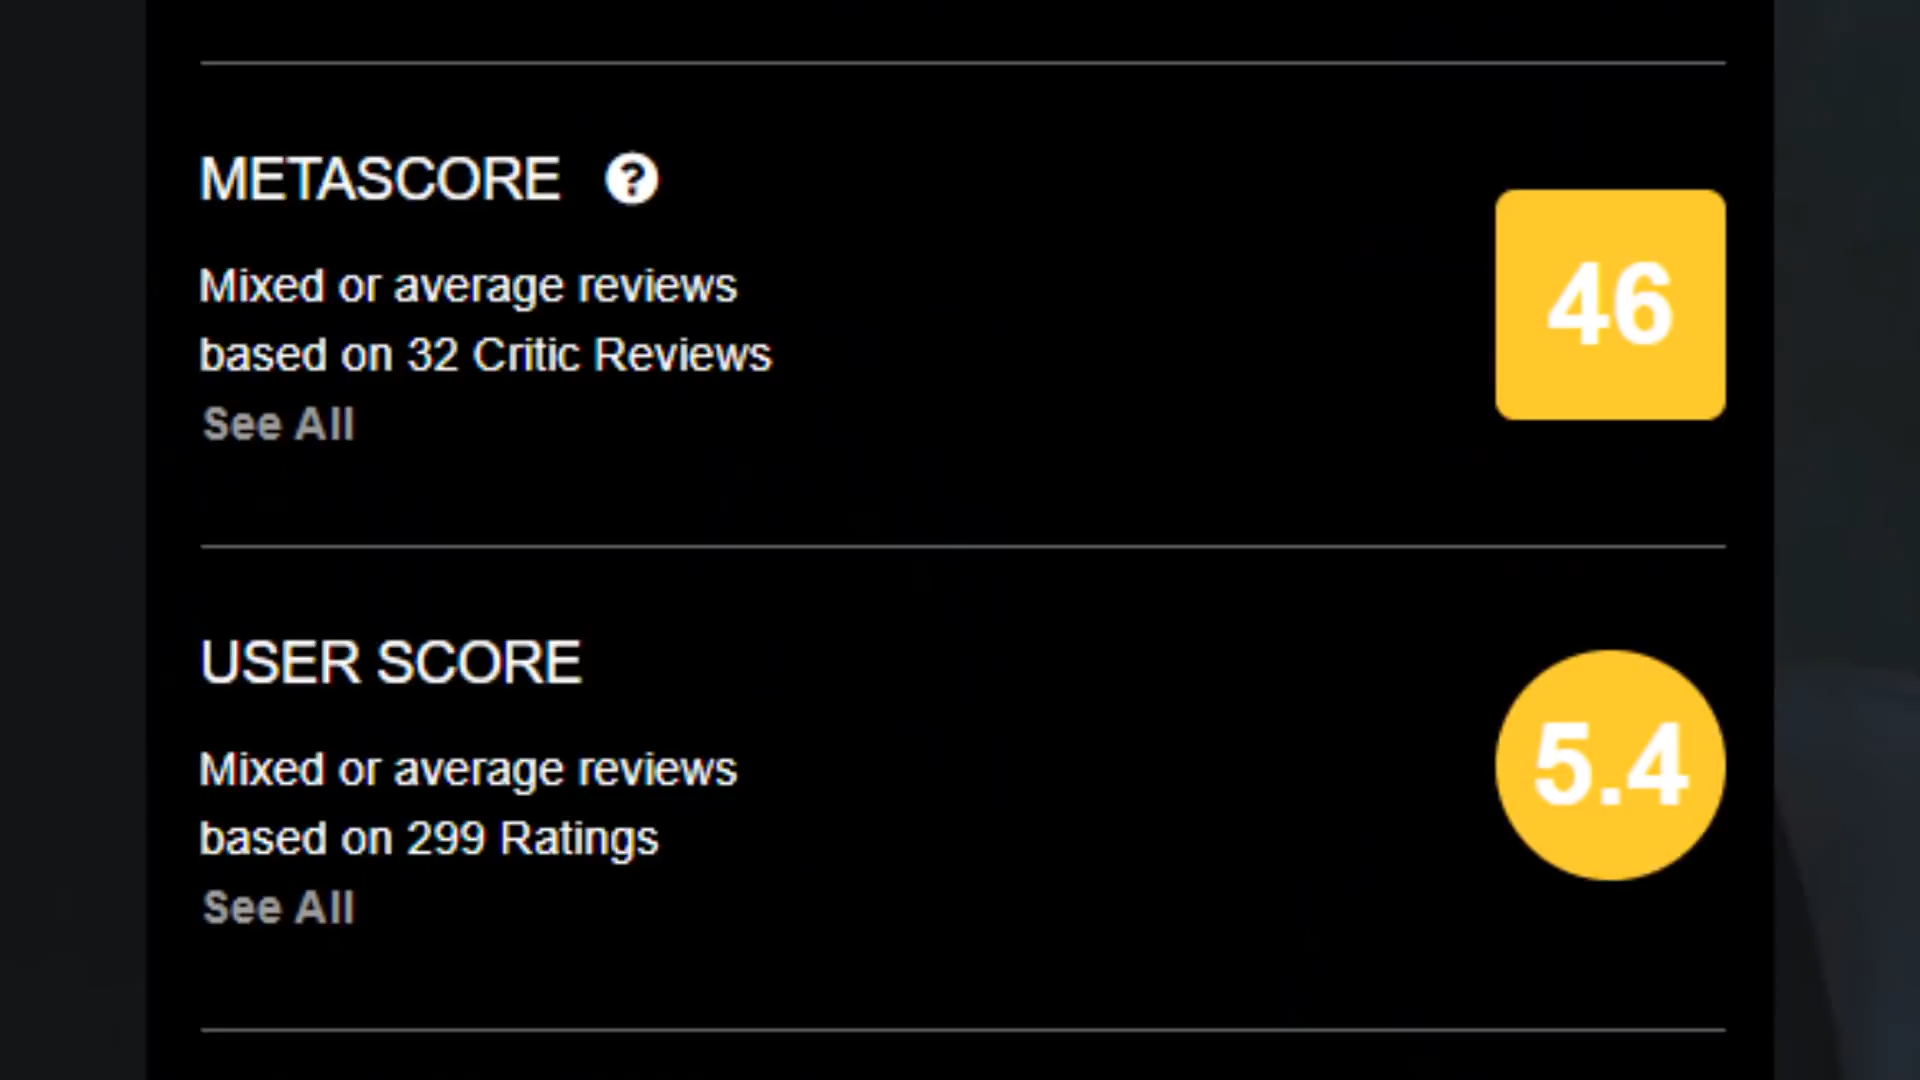 METASCORE ?
Mixed or average reviews
based on 32 Critic Reviews
See All
46
USER SCORE
Mixed or average reviews
based on 299 Ratings
See All
5.4